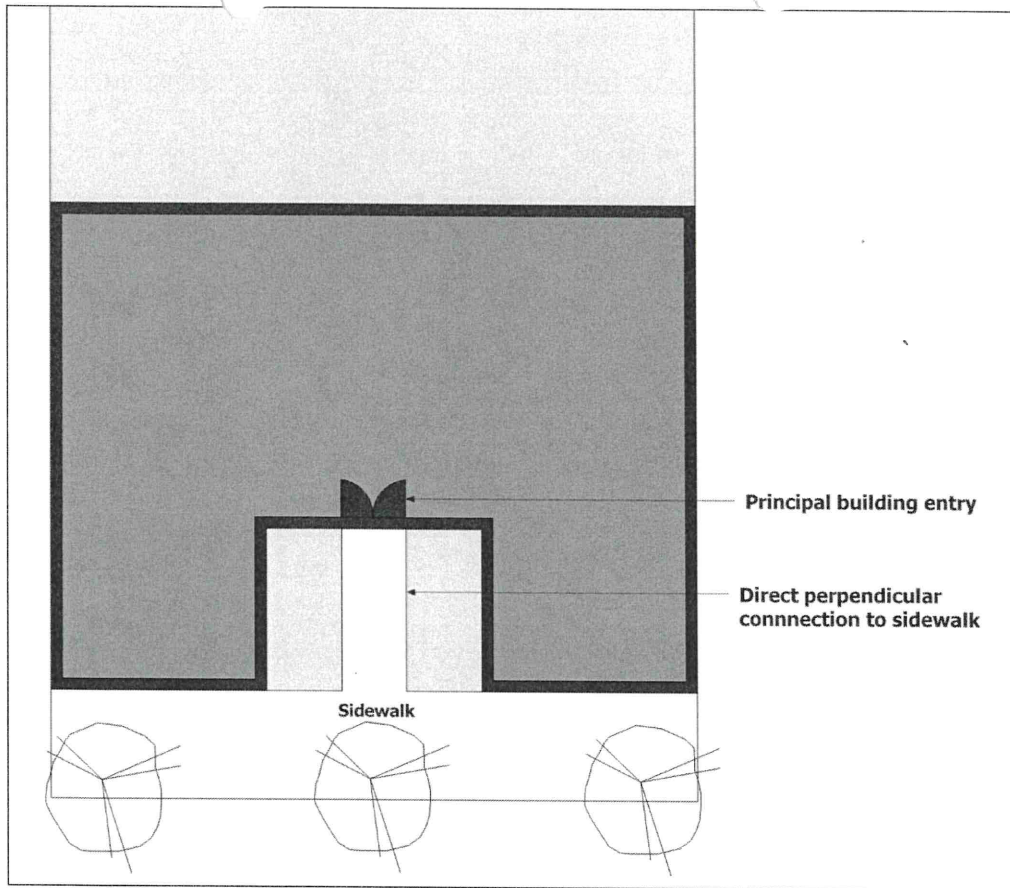 Principal building entry
Direct perpendicular
connnection to sidewalk
Sidewalk